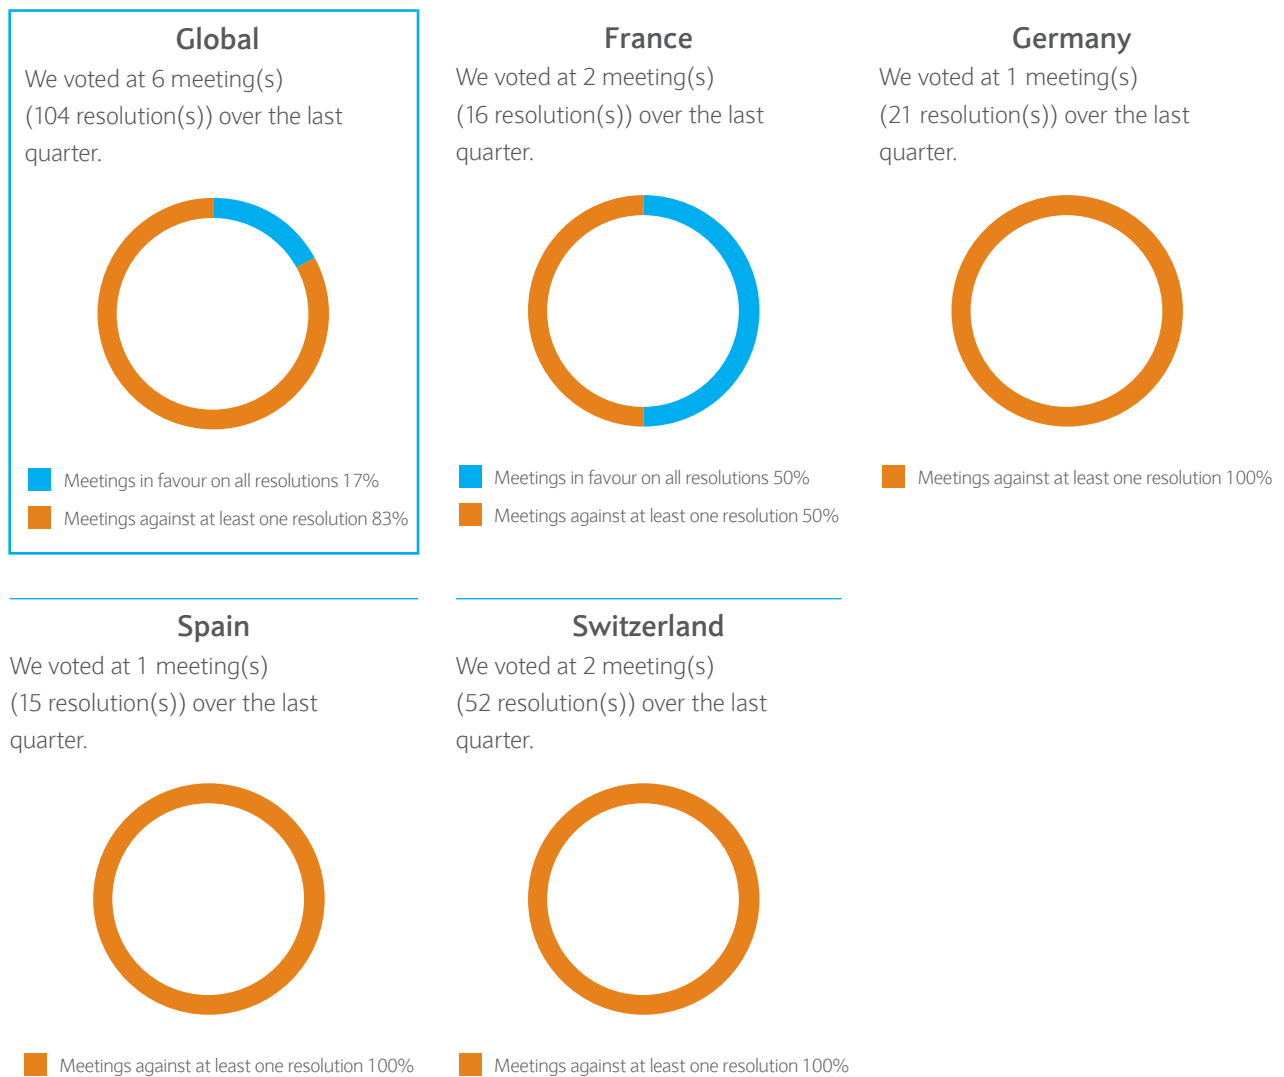 Global
We voted at 6 meeting(s)
(104 resolution(s)) over the last
quarter.
Meetings in favour on all resolutions 17%
Meetings against at least one resolution 83%
France
We voted at 2 meeting(s)
(16 resolution(s)) over the last
quarter.
Meetings in favour on all resolutions 50%
Meetings against at least one resolution 50%
Germany
We voted at 1 meeting(s)
(21 resolution(s)) over the last
quarter.
Meetings against at least one resolution 100%
Spain
We voted at 1 meeting(s)
(15 resolution(s)) over the last
quarter.
Meetings against at least one resolution 100%
Switzerland
We voted at 2 meeting(s)
(52 resolution(s)) over the last
quarter.
Meetings against at least one resolution 100%